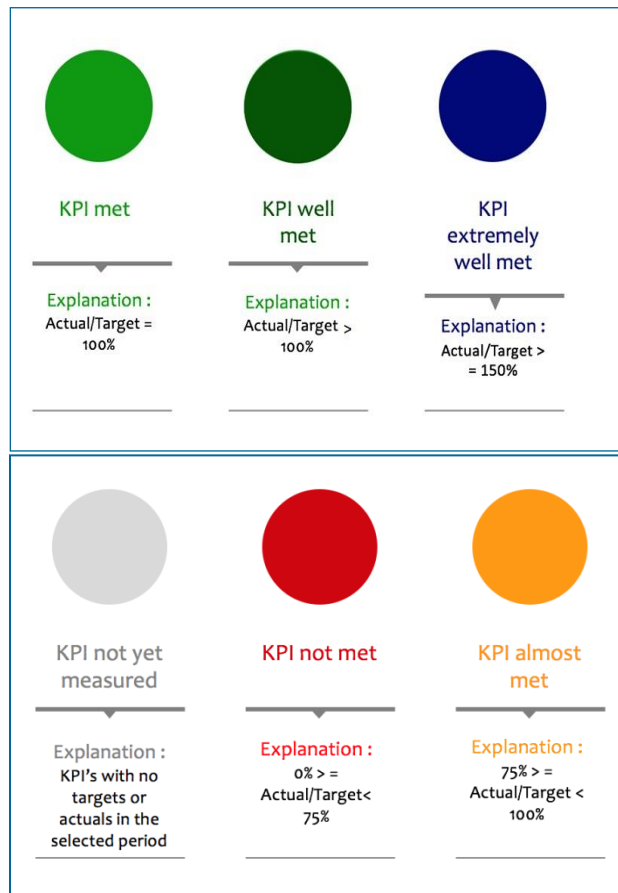 KPI met
Explanation :
Actual/Target =
100%
KPI well
met
Explanation :
Actual/Target >
100%
KPI
extremely
well met
Explanation :
Actual/Target >
= 150%
KPI not yet
measured
Explanation :
KPI's with no
targets or
actuals in the
selected period
KPI not met
Explanation :
0% > =
Actual/Target<
75%
KPI almost
met
Explanation :
75% > =
Actual/Target <
100%